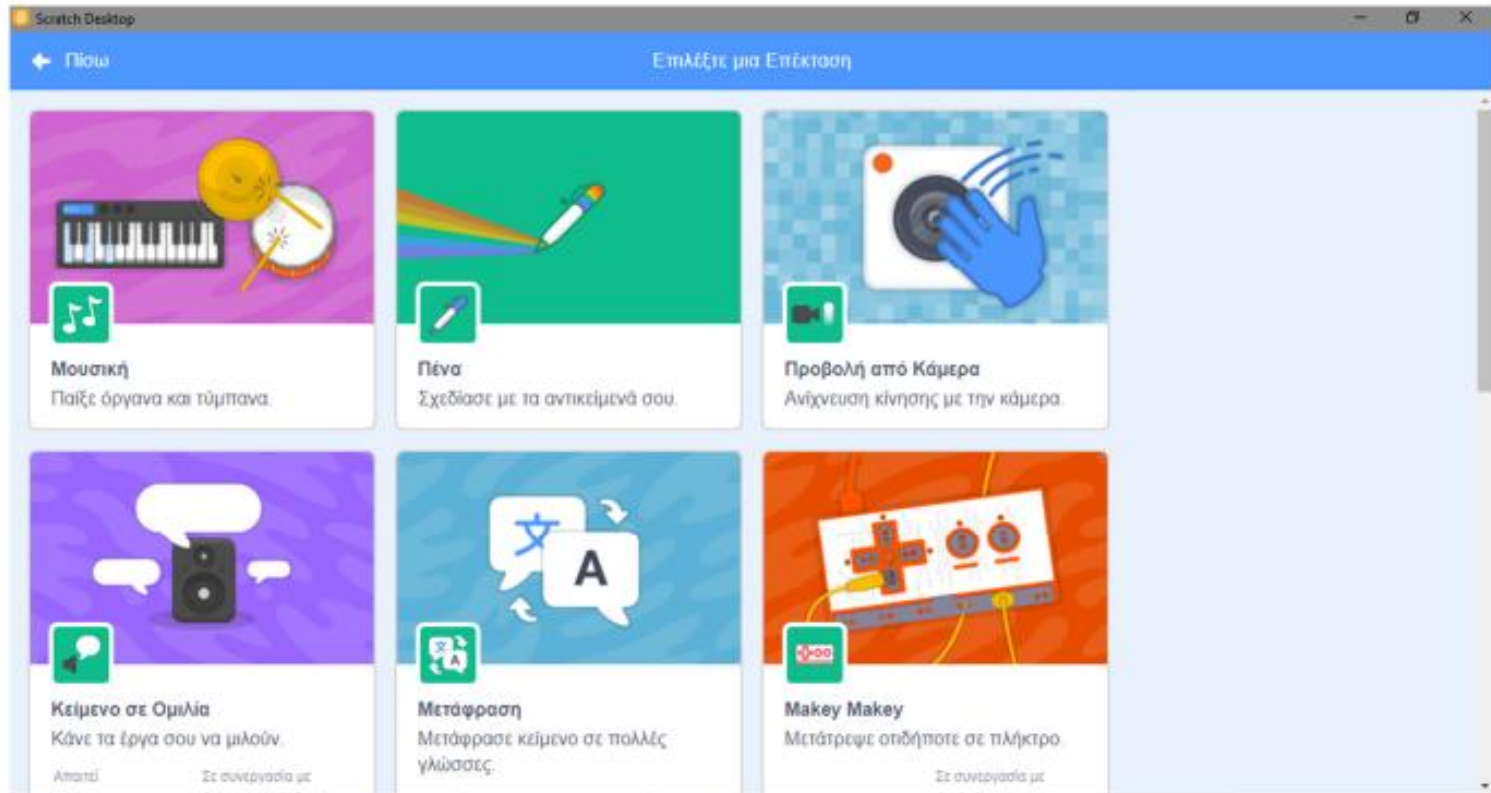 Scratch Desktop
Πίσω
Επιλέξτε μια Επέκταση
Μουσική
Παίξε όργανα και τύμπανα.
Πένα
Σχεδίασε με τα αντικείμενά σου.
Προβολή από Κάμερα
Ανίχνευση κίνησης με την κάμερα.
文
A
Κείμενο σε Ομιλία
Κάνε τα έργα σου να μιλούν.
Απαιτεί
Σε συνεργασία με
Μετάφραση
Μετάφρασε κείμενο σε πολλές
γλώσσες.
Makey Makey
Μετάτρεψε οτιδήποτε σε πλήκτρο.
Σε συνεργασία με